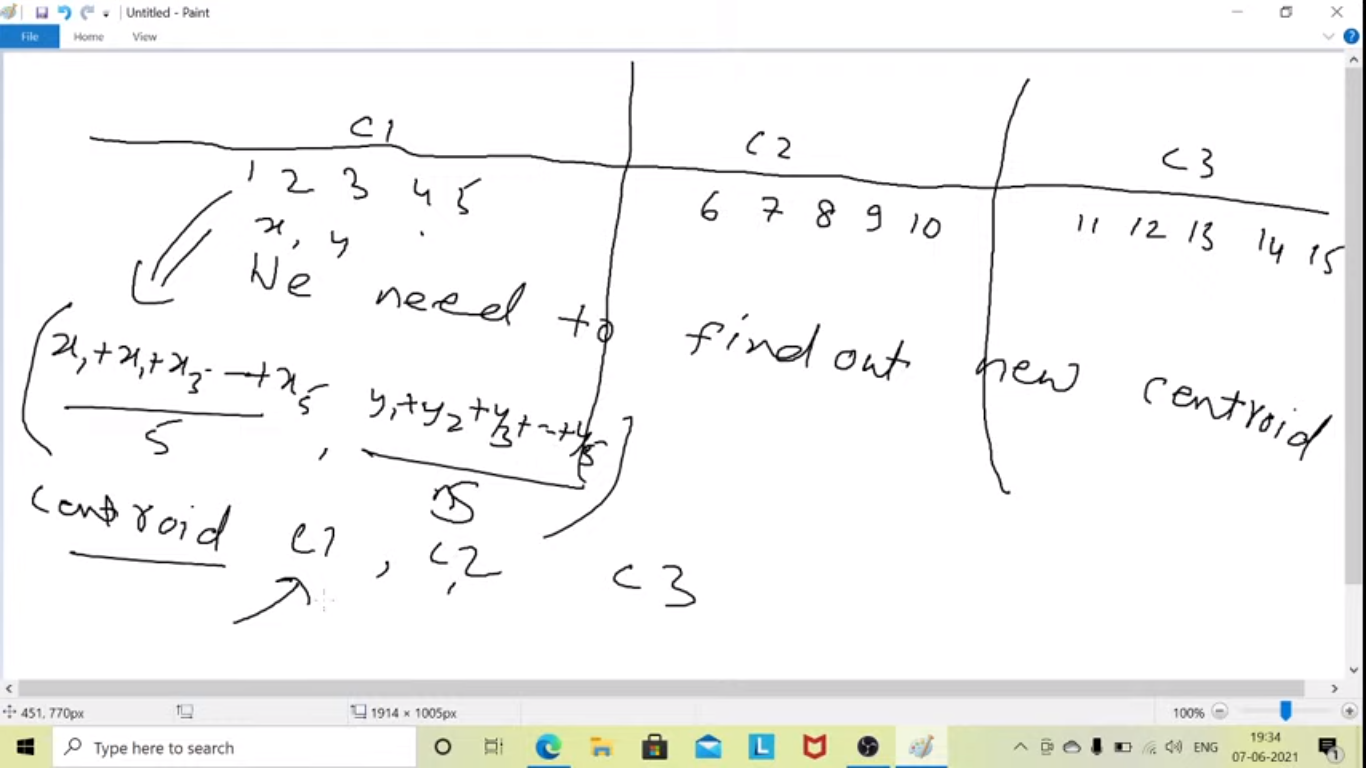 Untitled - Paint
File Home View
C1 C2 C3
1 2 3 4 5 6 7 8 9 10 11 12 13 14 15
x, y
We need to find out new centroid
x₁+x₁+x₃-+x₅ , y₁+y₂+y₃+-+y₅
5 5
centroid C1, C2 C3
451, 770px 1914 × 1005px 100%
Type here to search L ENG 19:34
07-06-2021 1